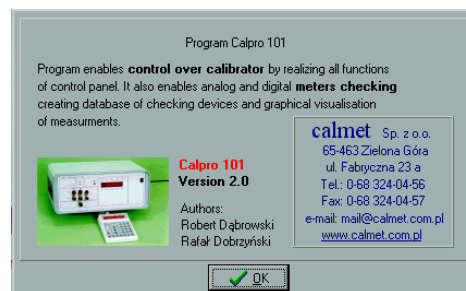 Program Calpro 101
Program enables control over calibrator by realizing all functions
of control panel. It also enables analog and digital meters checking
creating database of checking devices and graphical visualisation
of measurments.
calmet Sp. z o.o.
65-463 Zielona Góra
ul. Fabryczna 23 a
Tel.: 0-68 324-04-56
Fax: 0-68 324-04-57
e-mail: mail@calmet.com.pl
www.calmet.com.pl
Calpro 101
Version 2.0
Authors:
Robert Dąbrowski
Rafał Dobrzyński
OK